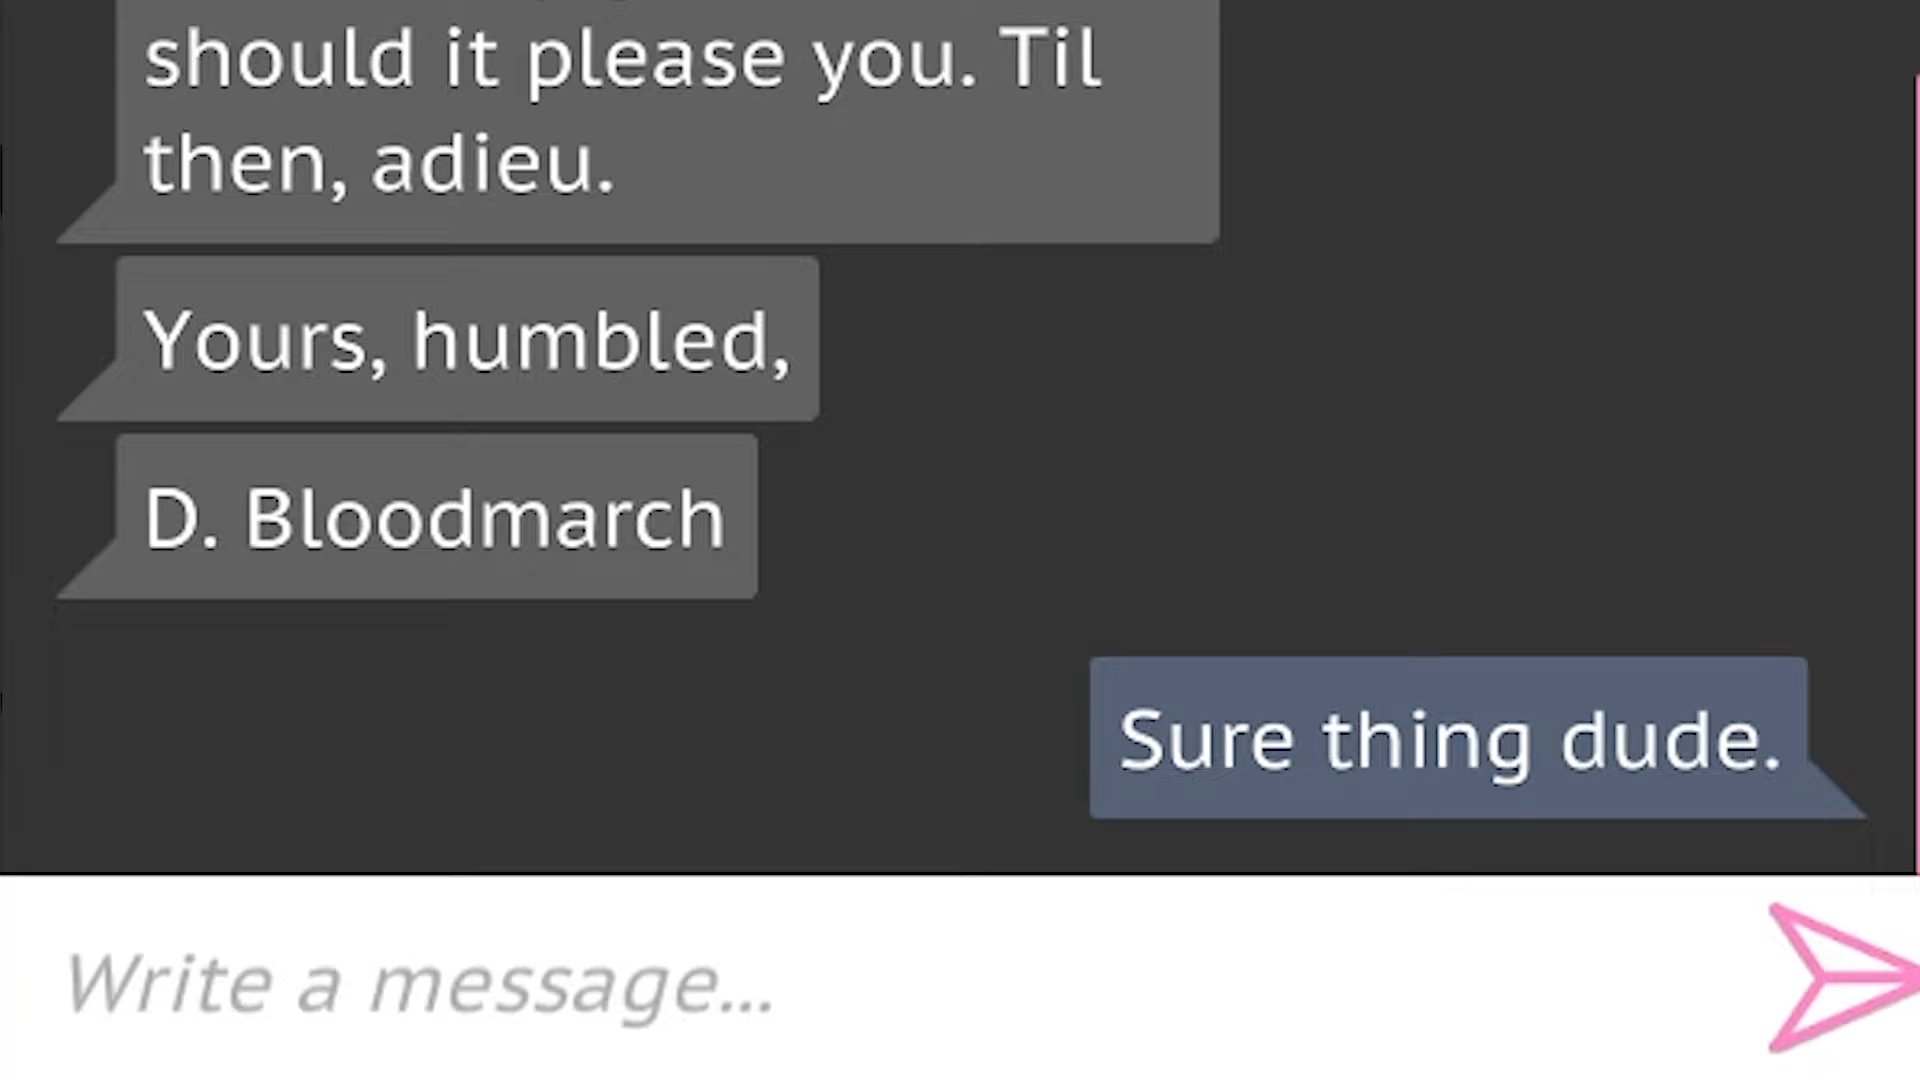 should it please you. Til
then, adieu.
Yours, humbled,
D. Bloodmarch
Sure thing dude.
Write a message...